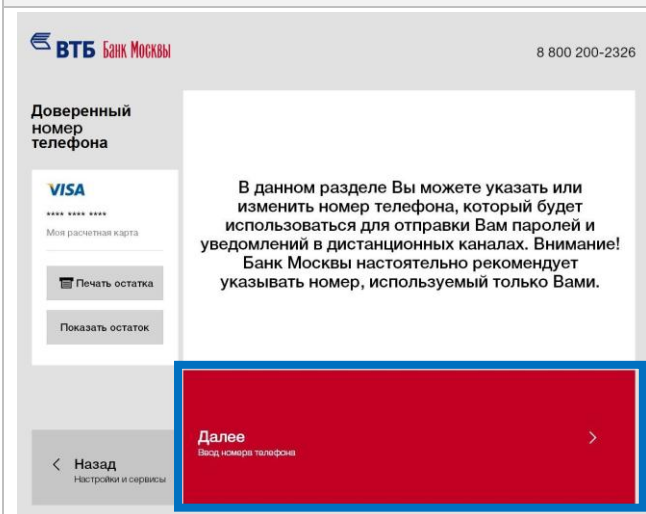 ВТБ Банк Москвы
8 800 200-2326
Доверенный
номер
телефона
VISA
**** **** ****
Моя расчетная карта
Печать остатка
Показать остаток
В данном разделе Вы можете указать или
изменить номер телефона, который будет
использоваться для отправки Вам паролей и
уведомлений в дистанционных каналах. Внимание!
Банк Москвы настоятельно рекомендует
указывать номер, используемый только Вами.
Далее
Ввод номера телефона
Назад
Настройки и сервисы